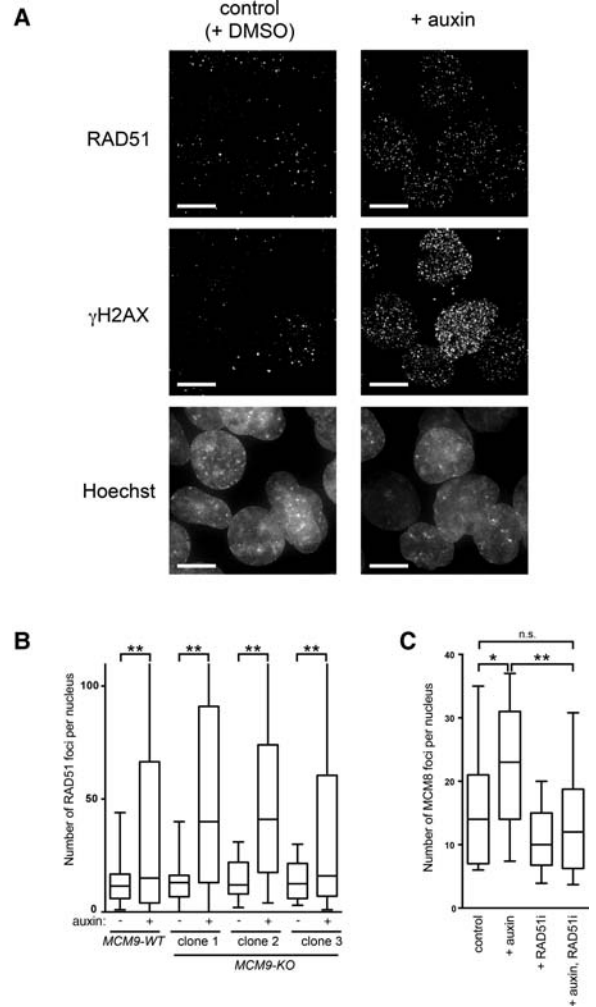 A
control
(+ DMSO)
+ auxin
RAD51
γH2AX
Hoechst
B
Number of RAD51 foci per nucleus
100
50
0
** ** ** **
auxin: - + - + - + - +
MCM9-WT clone 1 clone 2 clone 3
MCM9-KO
C
Number of MCM8 foci per nucleus
40
30
20
10
0
n.s.
* **
control
+ auxin
+ RAD51i
+ auxin, RAD51i